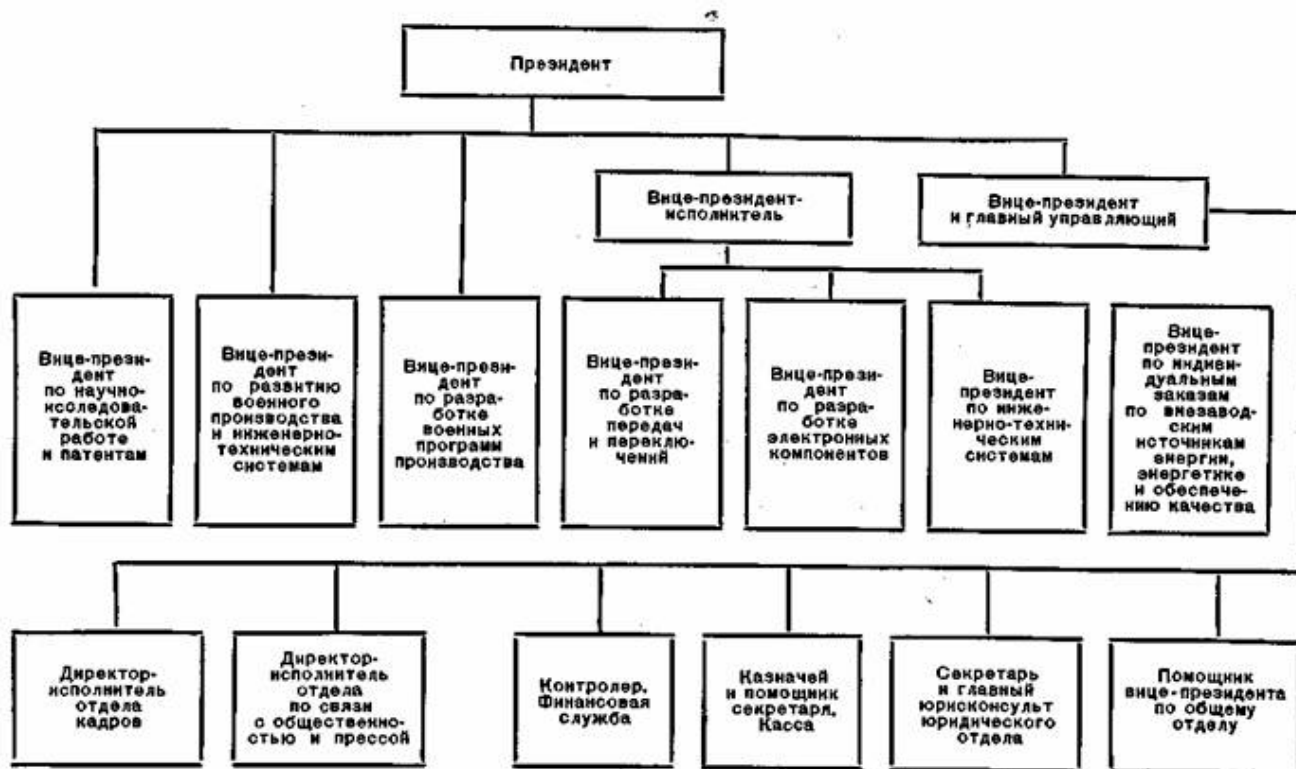 Президент
Вице-президент-
исполнитель
Вице-президент
и главный управляющий
Вице-прези-
дент
по научно-
исследова-
тельской
работе
и патентам
Вице-прези-
дент
по развитию
военного
производства
и инженерно-
техническим
системам
Вице-прези-
дент
по разра-
ботке
военных
программ
производства
Вице-прези-
дент
по разра-
ботке
передач
и переклю-
чений
Вице-прези-
дент
по разра-
ботке
электронных
компонентов
Вице-
президент
по инже-
нерно-техни-
ческим
системам
Вице-
президент
по индиви-
дуальным
заказам
по внезавод-
ским
источникам
энергии,
энергетике
и обеспече-
нию качества
Директор-
исполнитель
отдела
кадров
Директор-
исполнитель
отдела
по связи
с общественно-
стью и прессой
Контролер.
Финансовая
служба
Казначей
и помощник
секретаря.
Касса
Секретарь
и главный
юрисконсульт
юридического
отдела
Помощник
вице-президента
по общему
отделу